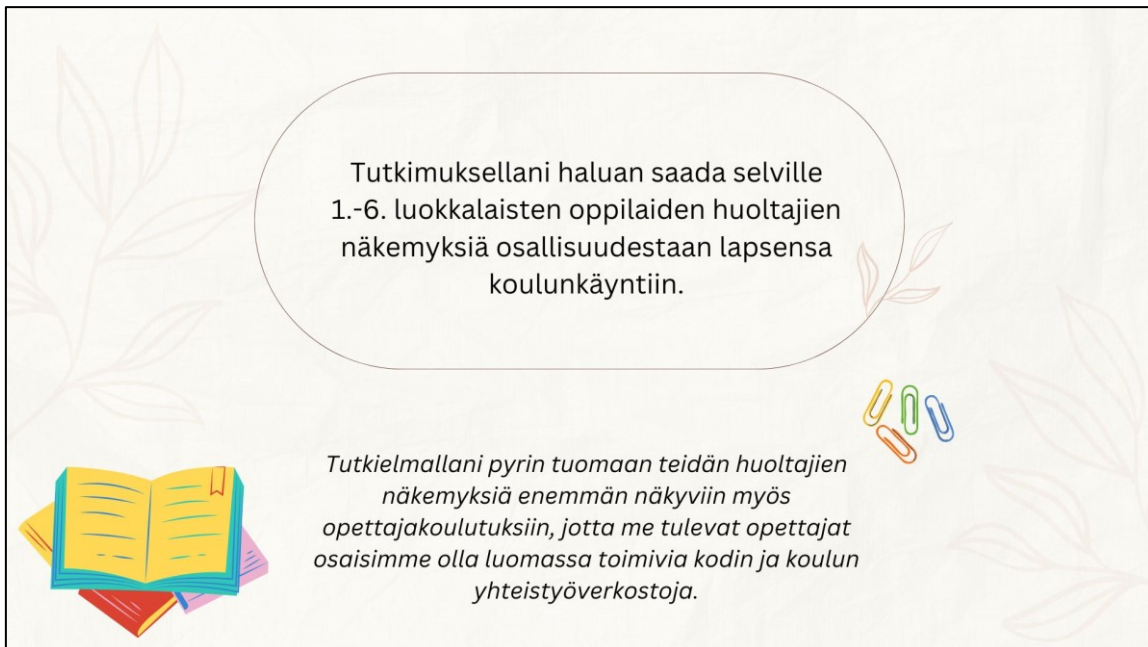 Tutkimuksellani haluan saada selville
1.-6. luokkalaisten oppilaiden huoltajien
näkemyksiä osallisuudestaan lapsensa
koulunkäyntiin.
Tutkielmallani pyrin tuomaan teidän huoltajien
näkemyksiä enemmän näkyviin myös
opettajakoulutuksiin, jotta me tulevat opettajat
osaisimme olla luomassa toimivia kodin ja koulun
yhteistyöverkostoja.